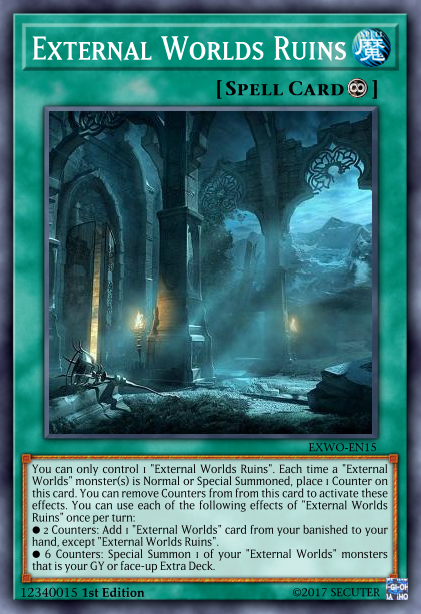 External Worlds Ruins 魔
[Spell Card ]
EXWO-EN15
You can only control 1 "External Worlds Ruins". Each time a "External
Worlds" monster(s) is Normal or Special Summoned, place 1 Counter on
this card. You can remove Counters from from this card to activate these
effects. You can use each of the following effects of "External Worlds
Ruins" once per turn:
● 2 Counters: Add 1 "External Worlds" card from your banished to your
hand, except "External Worlds Ruins".
● 6 Counters: Special Summon 1 of your "External Worlds" monsters
that is your GY or face-up Extra Deck.
12340015 1st Edition
©2017 SECUTER